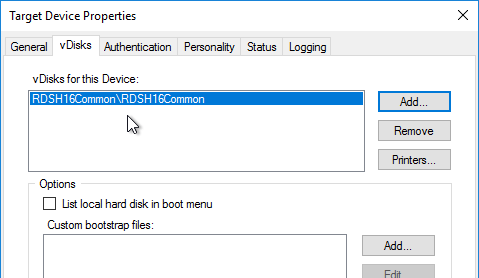 Target Device Properties
General vDisks Authentication Personality Status Logging
vDisks for this Device:
RDSH16Common\RDSH16Common
Add...
Remove
Printers...
Options
List local hard disk in boot menu
Custom bootstrap files:
Add...
Edit...